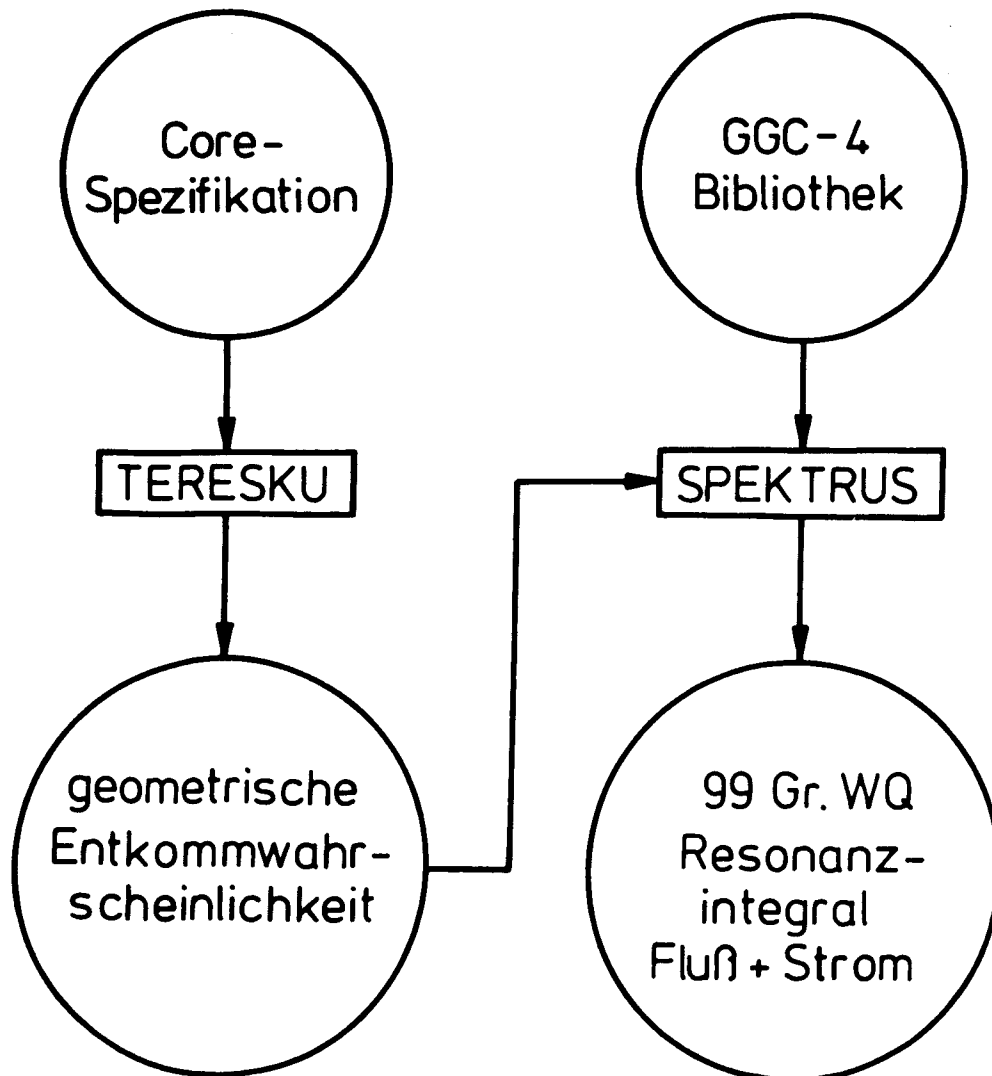 Core-
Spezifikation
GGC-4
Bibliothek
TERESKU
SPEKTRUS
geometrische
Entkommwahr-
scheinlichkeit
99 Gr. WQ
Resonanz-
integral
Fluß + Strom